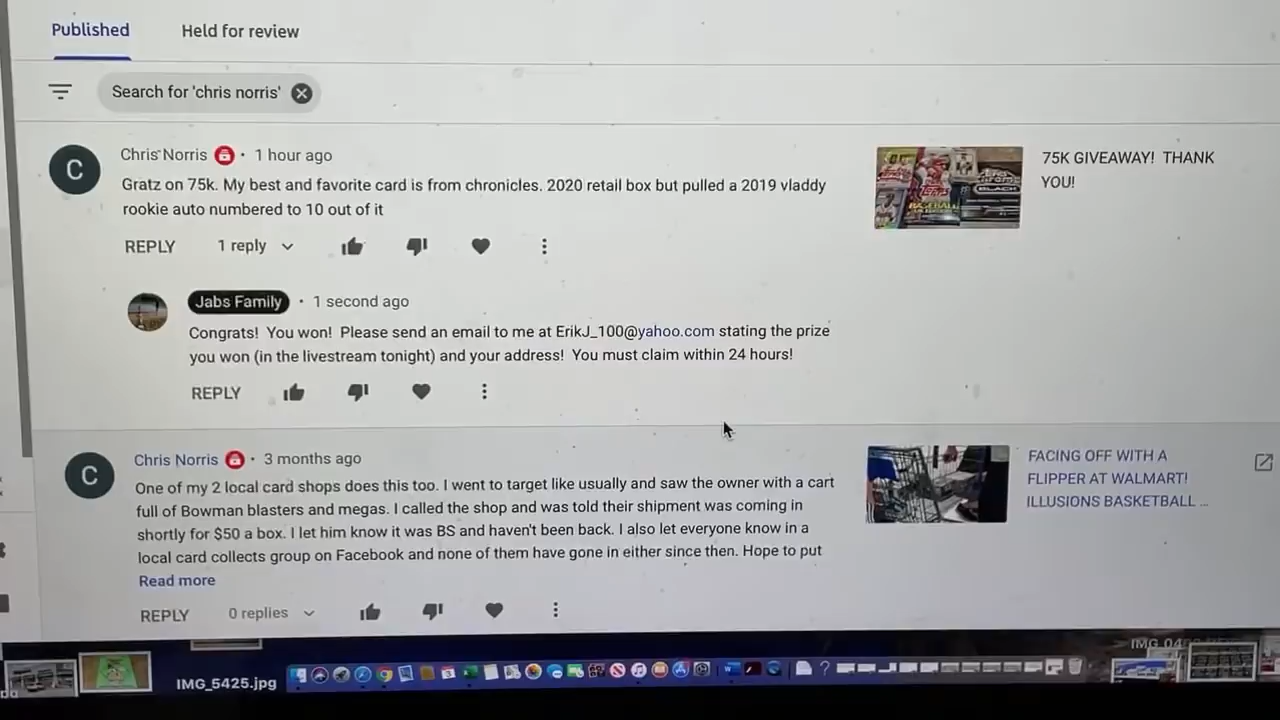 Published
Held for review
Search for 'chris norris'
Chris Norris · 1 hour ago
Gratz on 75k. My best and favorite card is from chronicles. 2020 retail box but pulled a 2019 vladdy
rookie auto numbered to 10 out of it
REPLY 1 reply
75K GIVEAWAY! THANK
YOU!
Jabs Family · 1 second ago
Congrats! You won! Please send an email to me at ErikJ_100@yahoo.com stating the prize
you won (in the livestream tonight) and your address! You must claim within 24 hours!
REPLY
Chris Norris · 3 months ago
One of my 2 local card shops does this too. I went to target like usually and saw the owner with a cart
full of Bowman blasters and megas. I called the shop and was told their shipment was coming in
shortly for $50 a box. I let him know it was BS and haven't been back. I also let everyone know in a
local card collects group on Facebook and none of them have gone in either since then. Hope to put
Read more
REPLY 0 replies
FACING OFF WITH A
FLIPPER AT WALMART!
ILLUSIONS BASKETBALL ...
IMG_5425.jpg